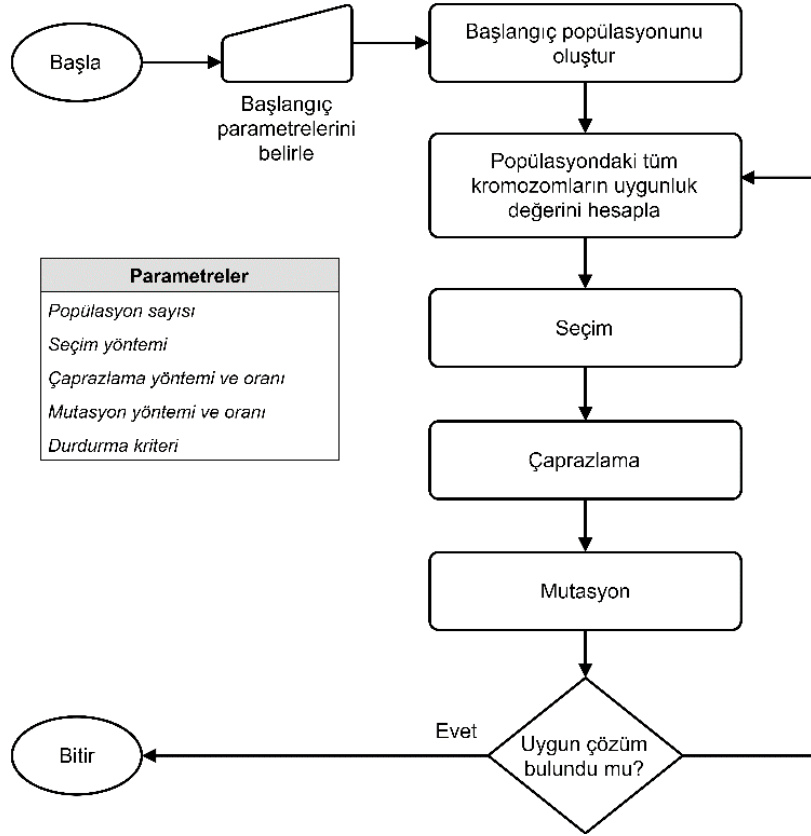 Başla
Başlangıç
parametrelerini
belirle
Başlangıç popülasyonunu
oluştur
Popülasyondaki tüm
kromozomların uygunluk
değerini hesapla
Parametreler
Popülasyon sayısı
Seçim yöntemi
Çaprazlama yöntemi ve oranı
Mutasyon yöntemi ve oranı
Durdurma kriteri
Seçim
Çaprazlama
Mutasyon
Uygun çözüm
bulundu mu?
Evet
Bitir